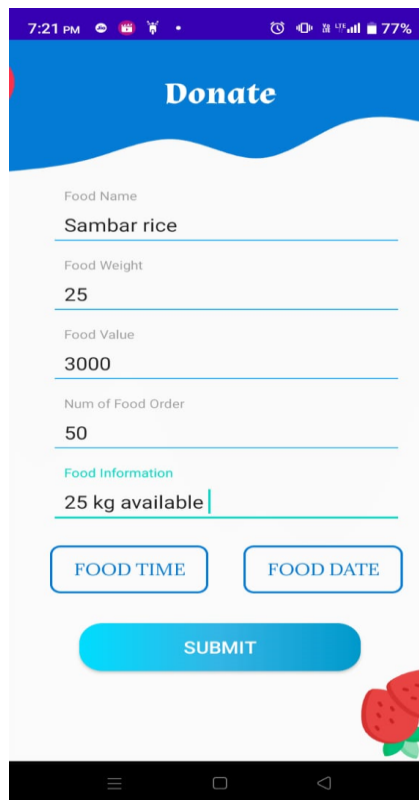 7:21 PM 77%
Donate
Food Name
Sambar rice
Food Weight
25
Food Value
3000
Num of Food Order
50
Food Information
25 kg available
FOOD TIME FOOD DATE
SUBMIT